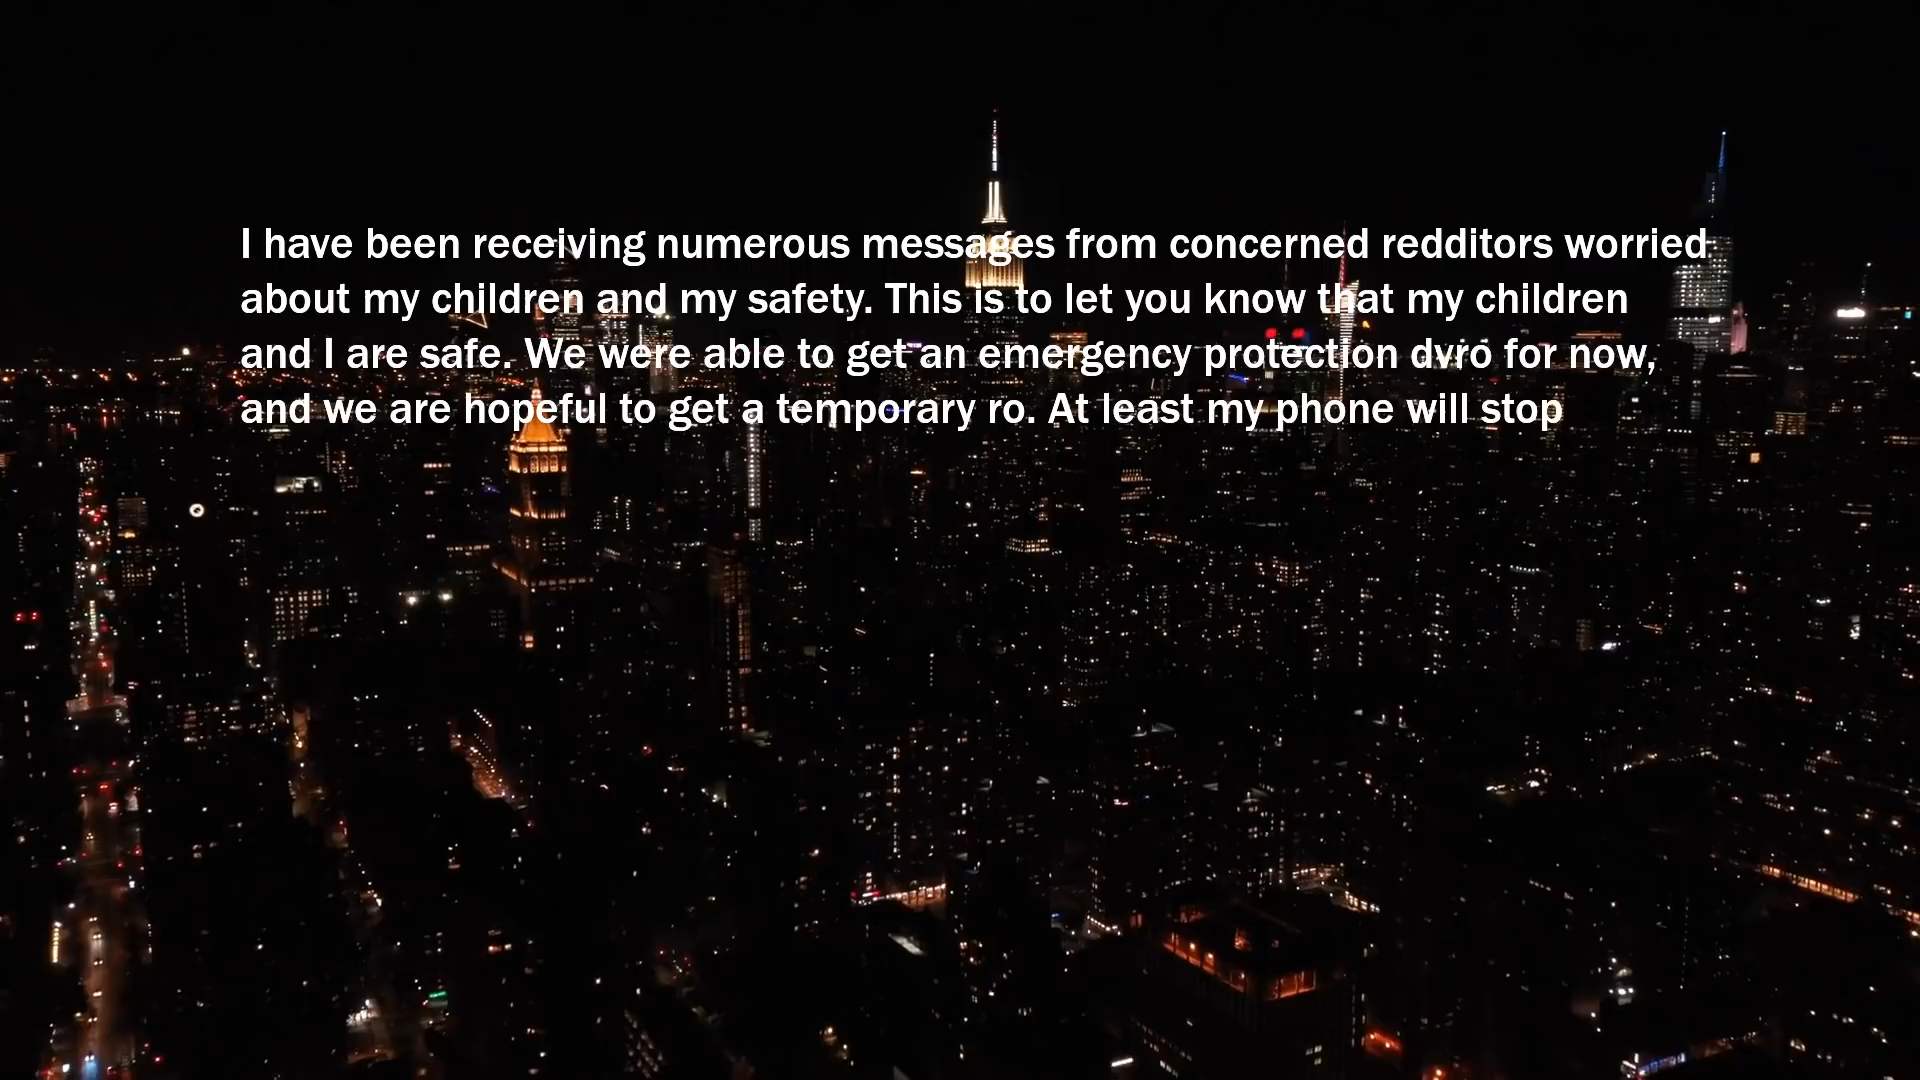 I have been receiving numerous messages from concerned redditors worried
about my children and my safety. This is to let you know that my children
and I are safe. We were able to get an emergency protection dvro for now,
and we are hopeful to get a temporary ro. At least my phone will stop